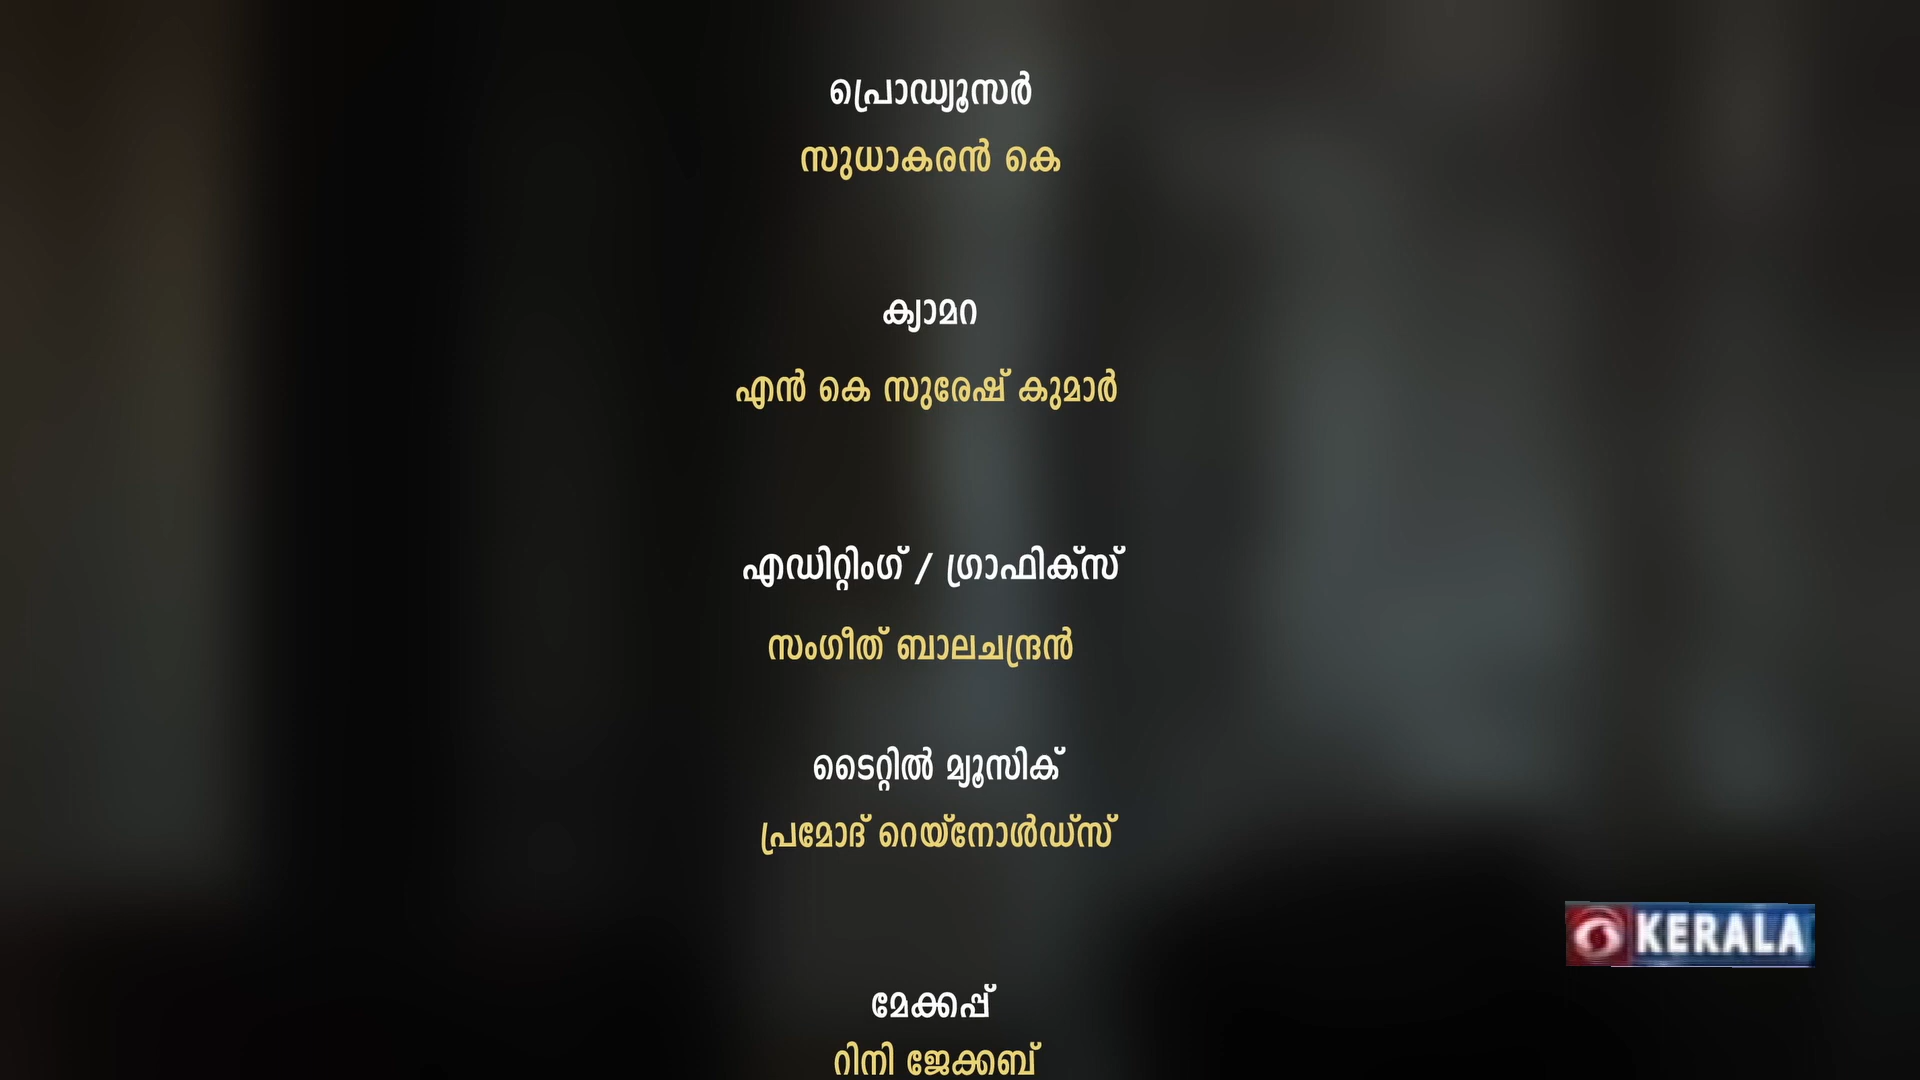 പ്രൊഡ്യൂസർ
സുധാകരൻ കെ
ക്യാമറ
എൻ കെ സുരേഷ് കുമാർ
എഡിറ്റിംഗ് / ഗ്രാഫിക്സ്
സംഗീത് ബാലചന്ദ്രൻ
ടൈറ്റിൽ മ്യൂസിക്
പ്രമോദ് റെയ്നോൾഡ്സ്
KERALA
മേക്കപ്പ്
റിനി ജേക്കബ്